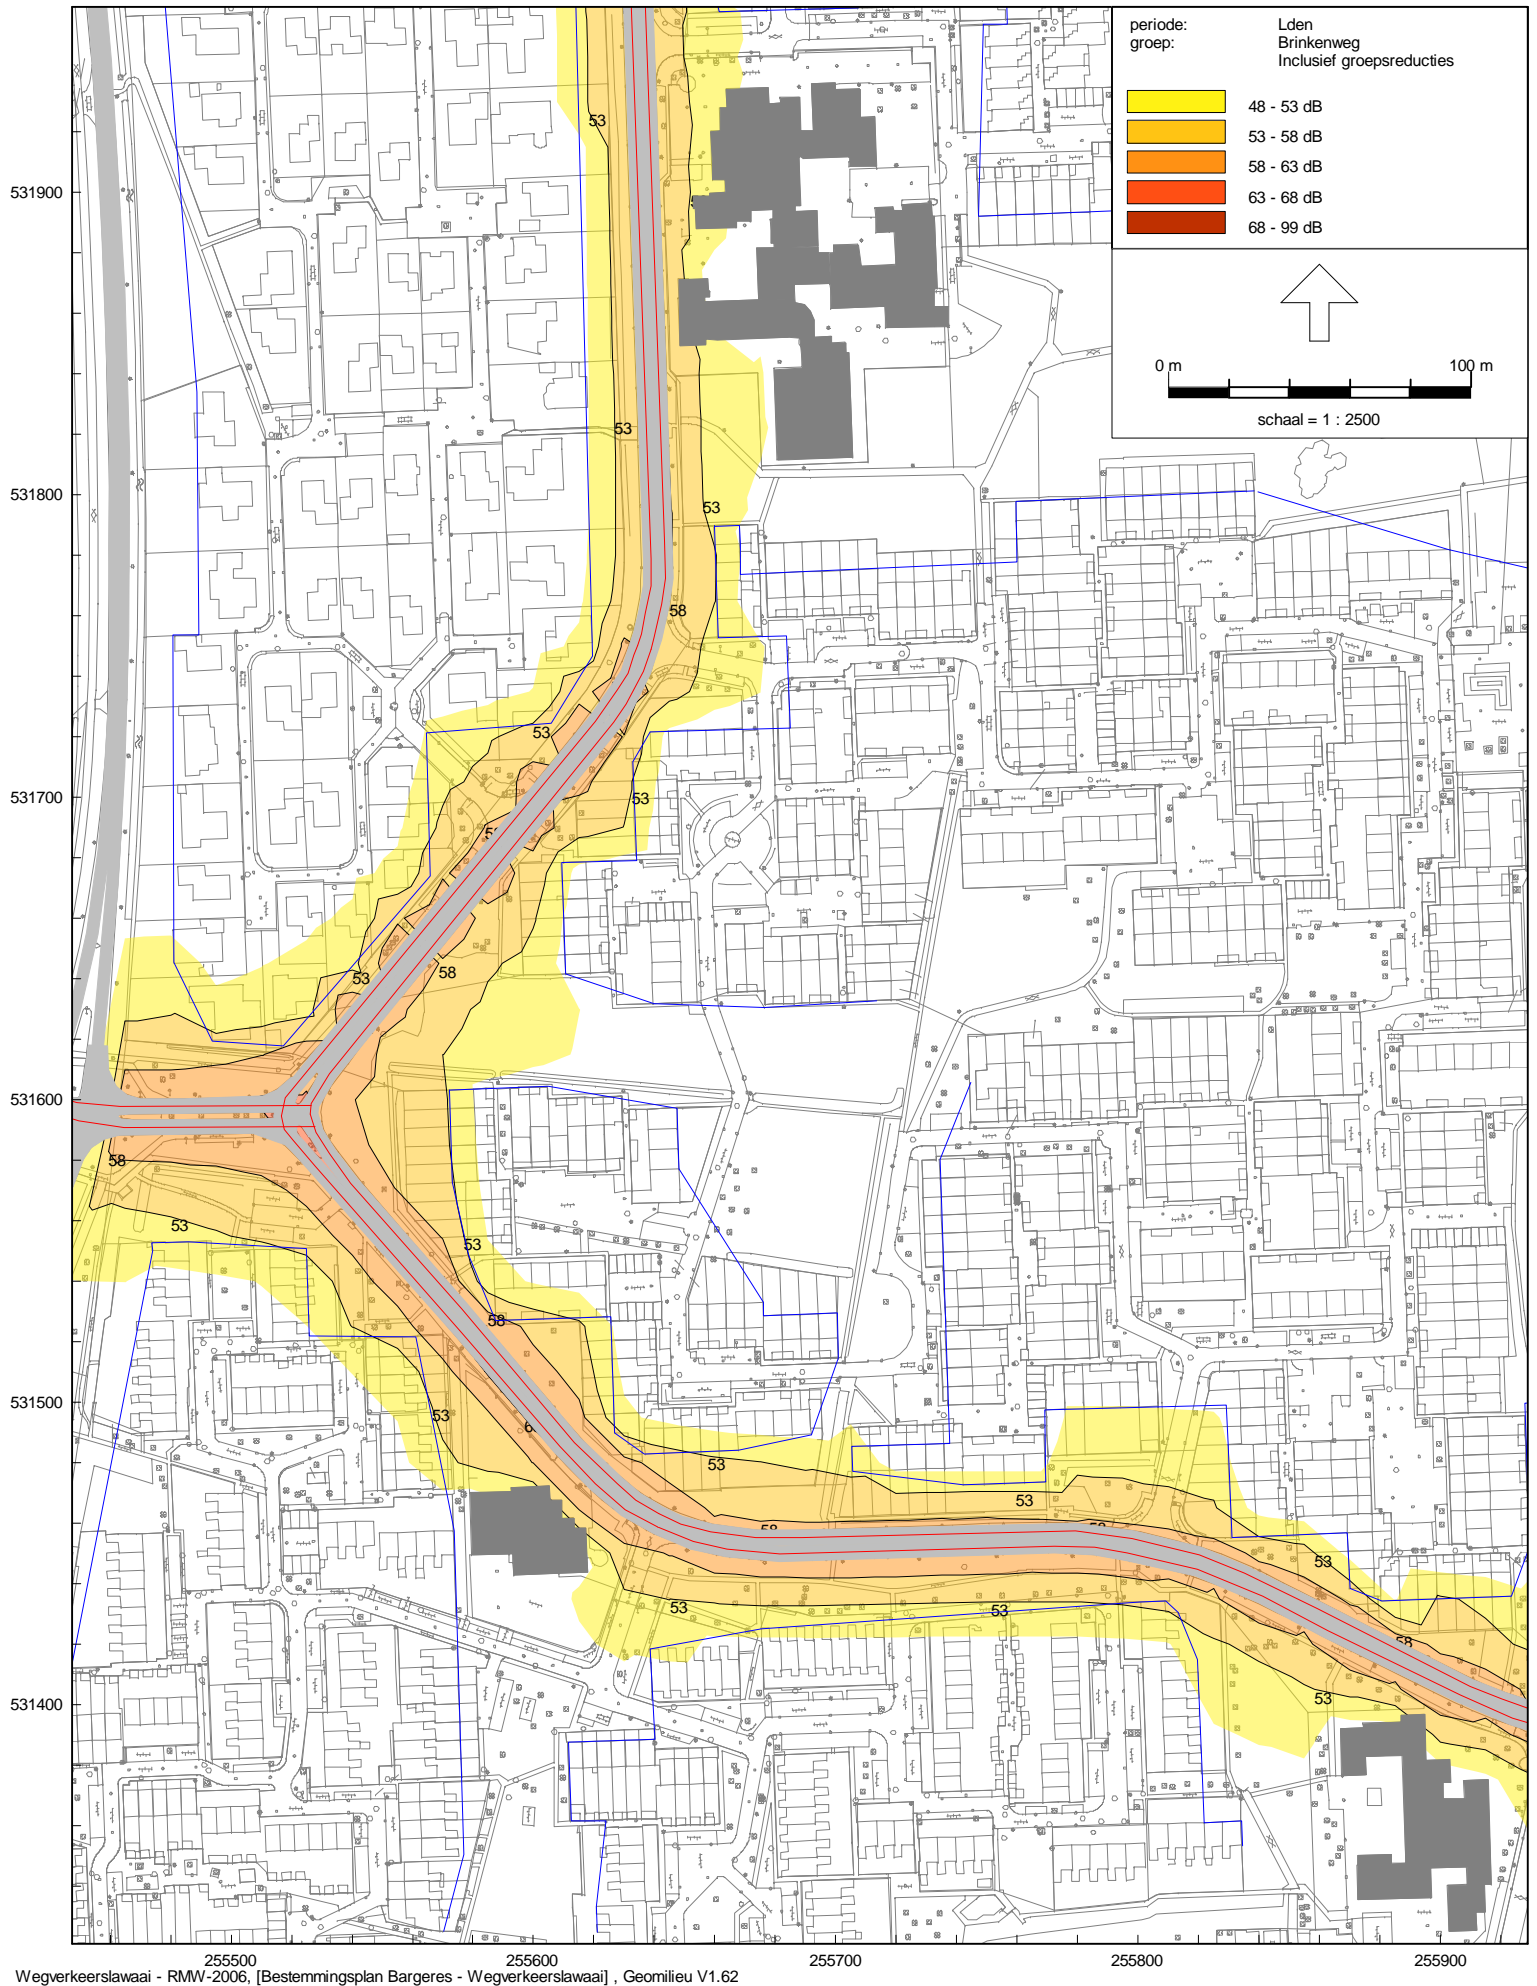 periode: Lden
groep: Brinkenweg
Inclusief groepsreducties
48 - 53 dB
53 - 58 dB
58 - 63 dB
63 - 68 dB
68 - 99 dB
0 m 100 m
schaal = 1 : 2500
53
531900
53
531800
53
58
53
531700
53
53
58
531600
58
53
53
58
531500
53
53
53
53
53
53
58
531400
53
255500 255600 255700 255800 255900
Wegverkeerslawaai - RMW-2006, [Bestemmingsplan Bargeres - Wegverkeerslawaai] , Geomilieu V1.62